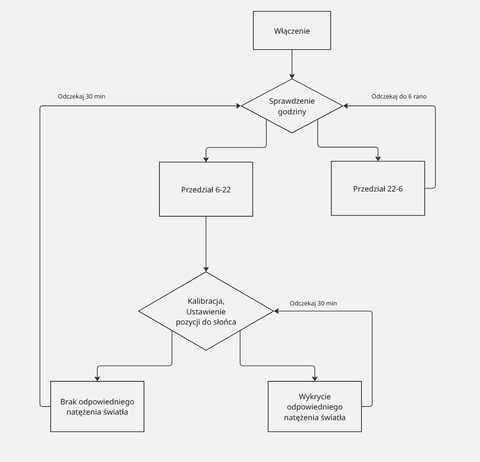 Włączenie
Odczekaj 30 min
Odczekaj do 6 rano
Sprawdzenie
godziny
Przedział 6-22
Przedział 22-6
Kalibracja,
Ustawienie
pozycji do słońca
Odczekaj 30 min
Brak odpowiedniego
natężenia światła
Wykrycie
odpowiedniego
natężenia światła